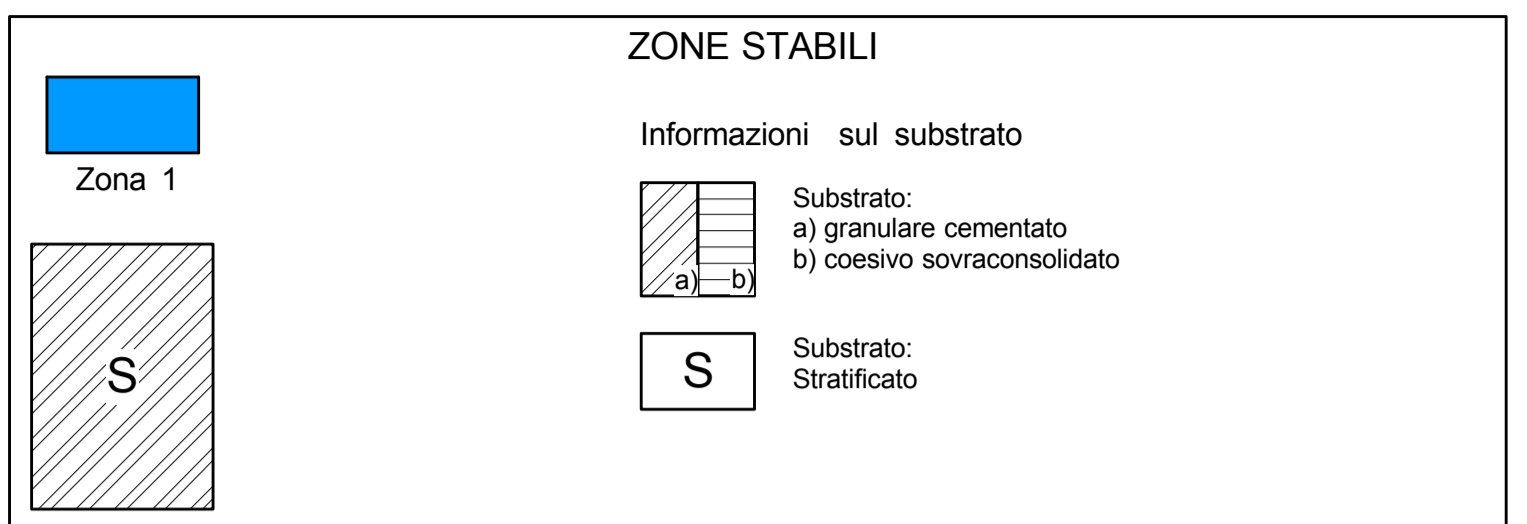 ZONE STABILI
Zona 1
S
Informazioni sul substrato
a) b)
Substrato:
a) granulare cementato
b) coesivo sovraconsolidato
S
Substrato:
Stratificato